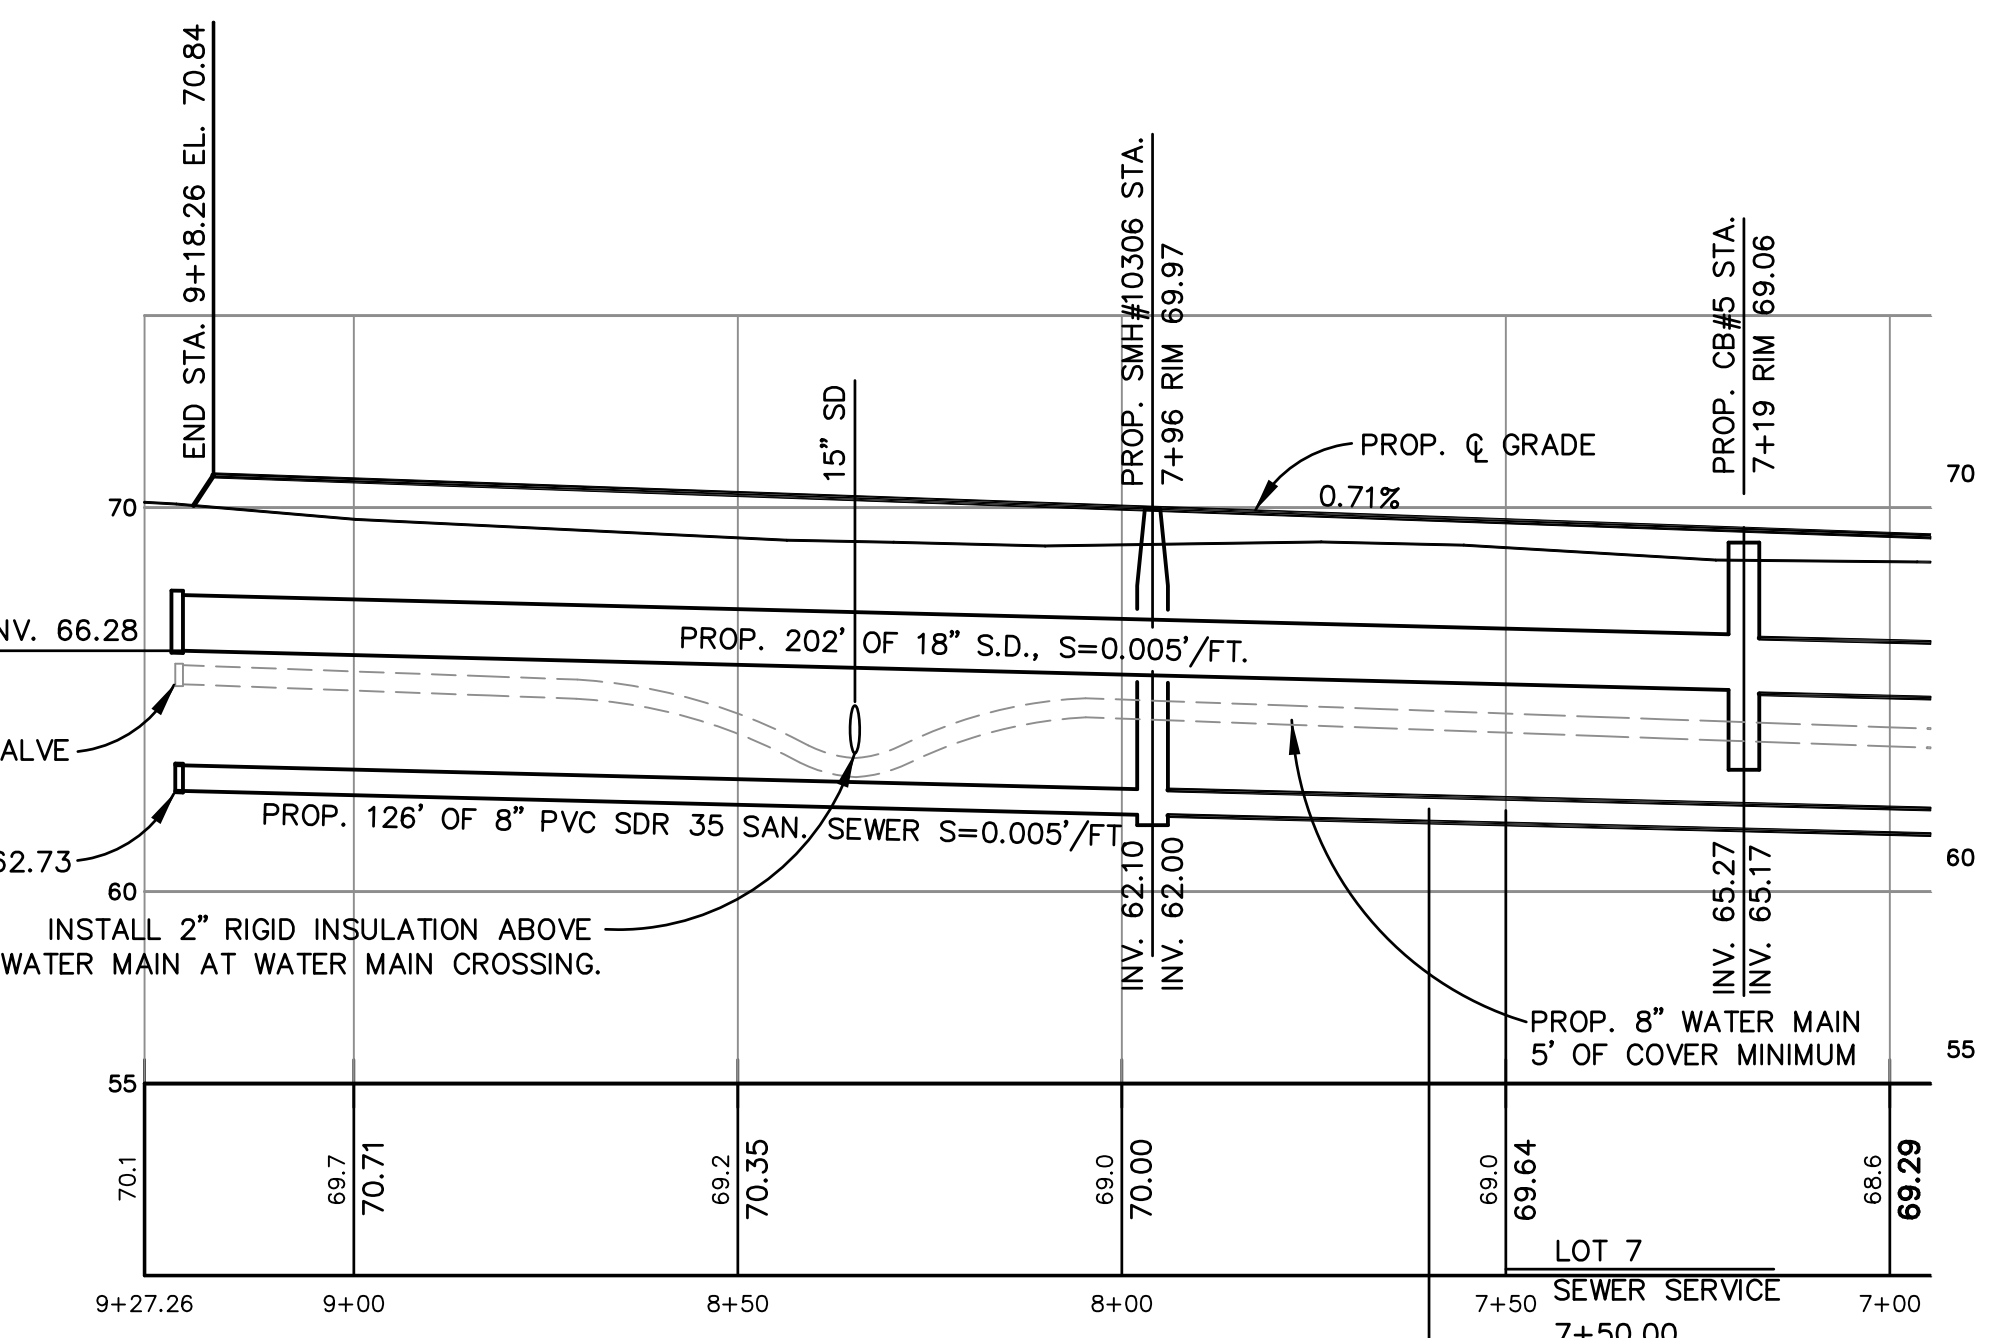 END STA. 9+18.26 EL. 70.84
PROP. SMH#10306 STA.
7+96 RIM 69.97
PROP. CB#5 STA.
7+19 RIM 69.06
15” SD
PROP. ℄ GRADE
0.71%
70
70
NV. 66.28
PROP. 202’ OF 18” S.D., S=0.005’/FT.
ALVE
PROP. 126’ OF 8” PVC SDR 35 SAN. SEWER S=0.005’/FT
62.73
60
60
INV. 62.10
INV. 62.00
INV. 65.27
INV. 65.17
INSTALL 2” RIGID INSULATION ABOVE
WATER MAIN AT WATER MAIN CROSSING.
PROP. 8” WATER MAIN
5’ OF COVER MINIMUM
55
55
70.1
69.7
70.71
69.2
70.35
69.0
70.00
69.0
69.64
68.6
69.29
LOT 7
SEWER SERVICE
7+50.00
9+27.26
9+00
8+50
8+00
7+50
7+00